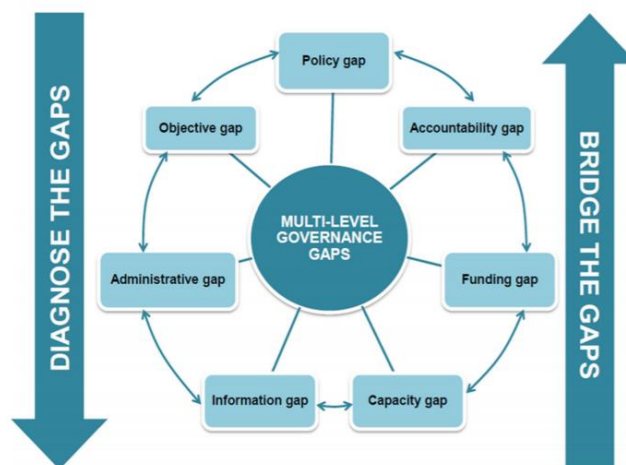 DIAGNOSE THE GAPS
Policy gap
Objective gap
Accountability gap
MULTI-LEVEL
GOVERNANCE
GAPS
Administrative gap
Funding gap
Information gap
Capacity gap
BRIDGE THE GAPS